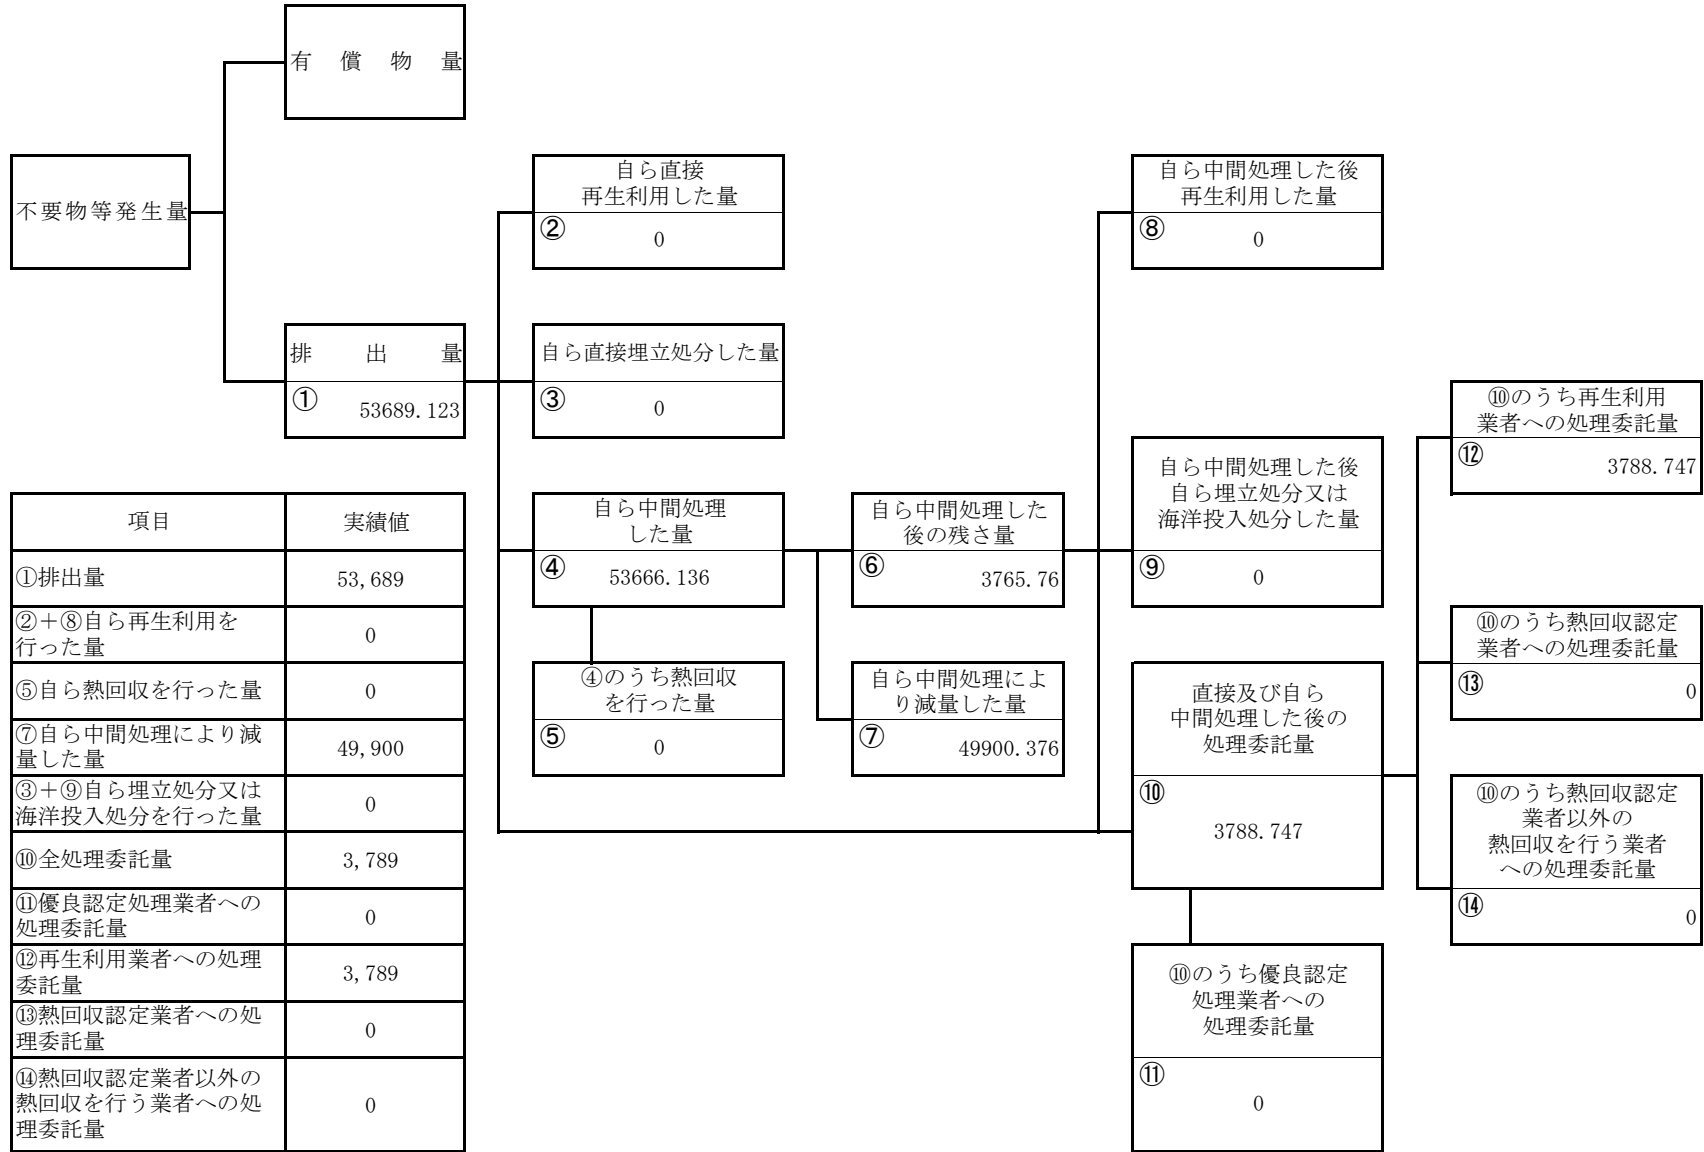 有償物量
不要物等発生量
自ら直接
再生利用した量
②
0
自ら中間処理した後
再生利用した量
⑧
0
排出量
①
53689.123
自ら直接埋立処分した量
③
0
⑩のうち再生利用
業者への処理委託量
⑫
3788.747
自ら中間処理した後
自ら埋立処分又は
海洋投入処分した量
⑨
0
自ら中間処理
した量
④
53666.136
自ら中間処理した
後の残さ量
⑥
3765.76
④のうち熱回収
を行った量
⑤
0
自ら中間処理によ
り減量した量
⑦
49900.376
直接及び自ら
中間処理した後の
処理委託量
⑩
3788.747
⑩のうち熱回収認定
業者への処理委託量
⑬
0
⑩のうち熱回収認定
業者以外の
熱回収を行う業者
への処理委託量
⑭
0
⑩のうち優良認定
処理業者への
処理委託量
⑪
0
項目 実績値
①排出量 53,689
②＋⑧自ら再生利用を
行った量
0
⑤自ら熱回収を行った量 0
⑦自ら中間処理により減
量した量
49,900
③＋⑨自ら埋立処分又は
海洋投入処分を行った量
0
⑩全処理委託量 3,789
⑪優良認定処理業者への
処理委託量
0
⑫再生利用業者への処理
委託量
3,789
⑬熱回収認定業者への処
理委託量
0
⑭熱回収認定業者以外の
熱回収を行う業者への処
理委託量
0